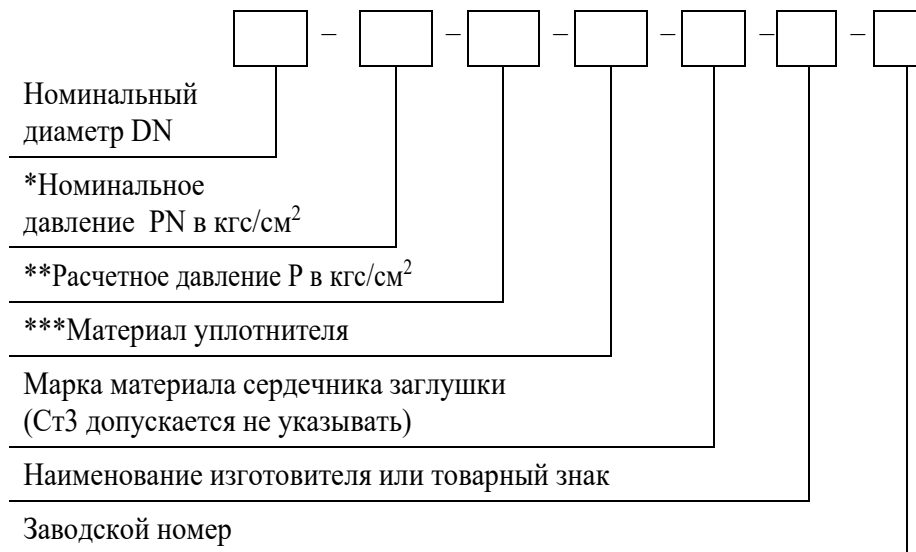 – – – – – –
Номинальный
диаметр DN
*Номинальное
давление PN в кгс/см²
**Расчетное давление Р в кгс/см²
***Материал уплотнителя
Марка материала сердечника заглушки
(Ст3 допускается не указывать)
Наименование изготовителя или товарный знак
Заводской номер